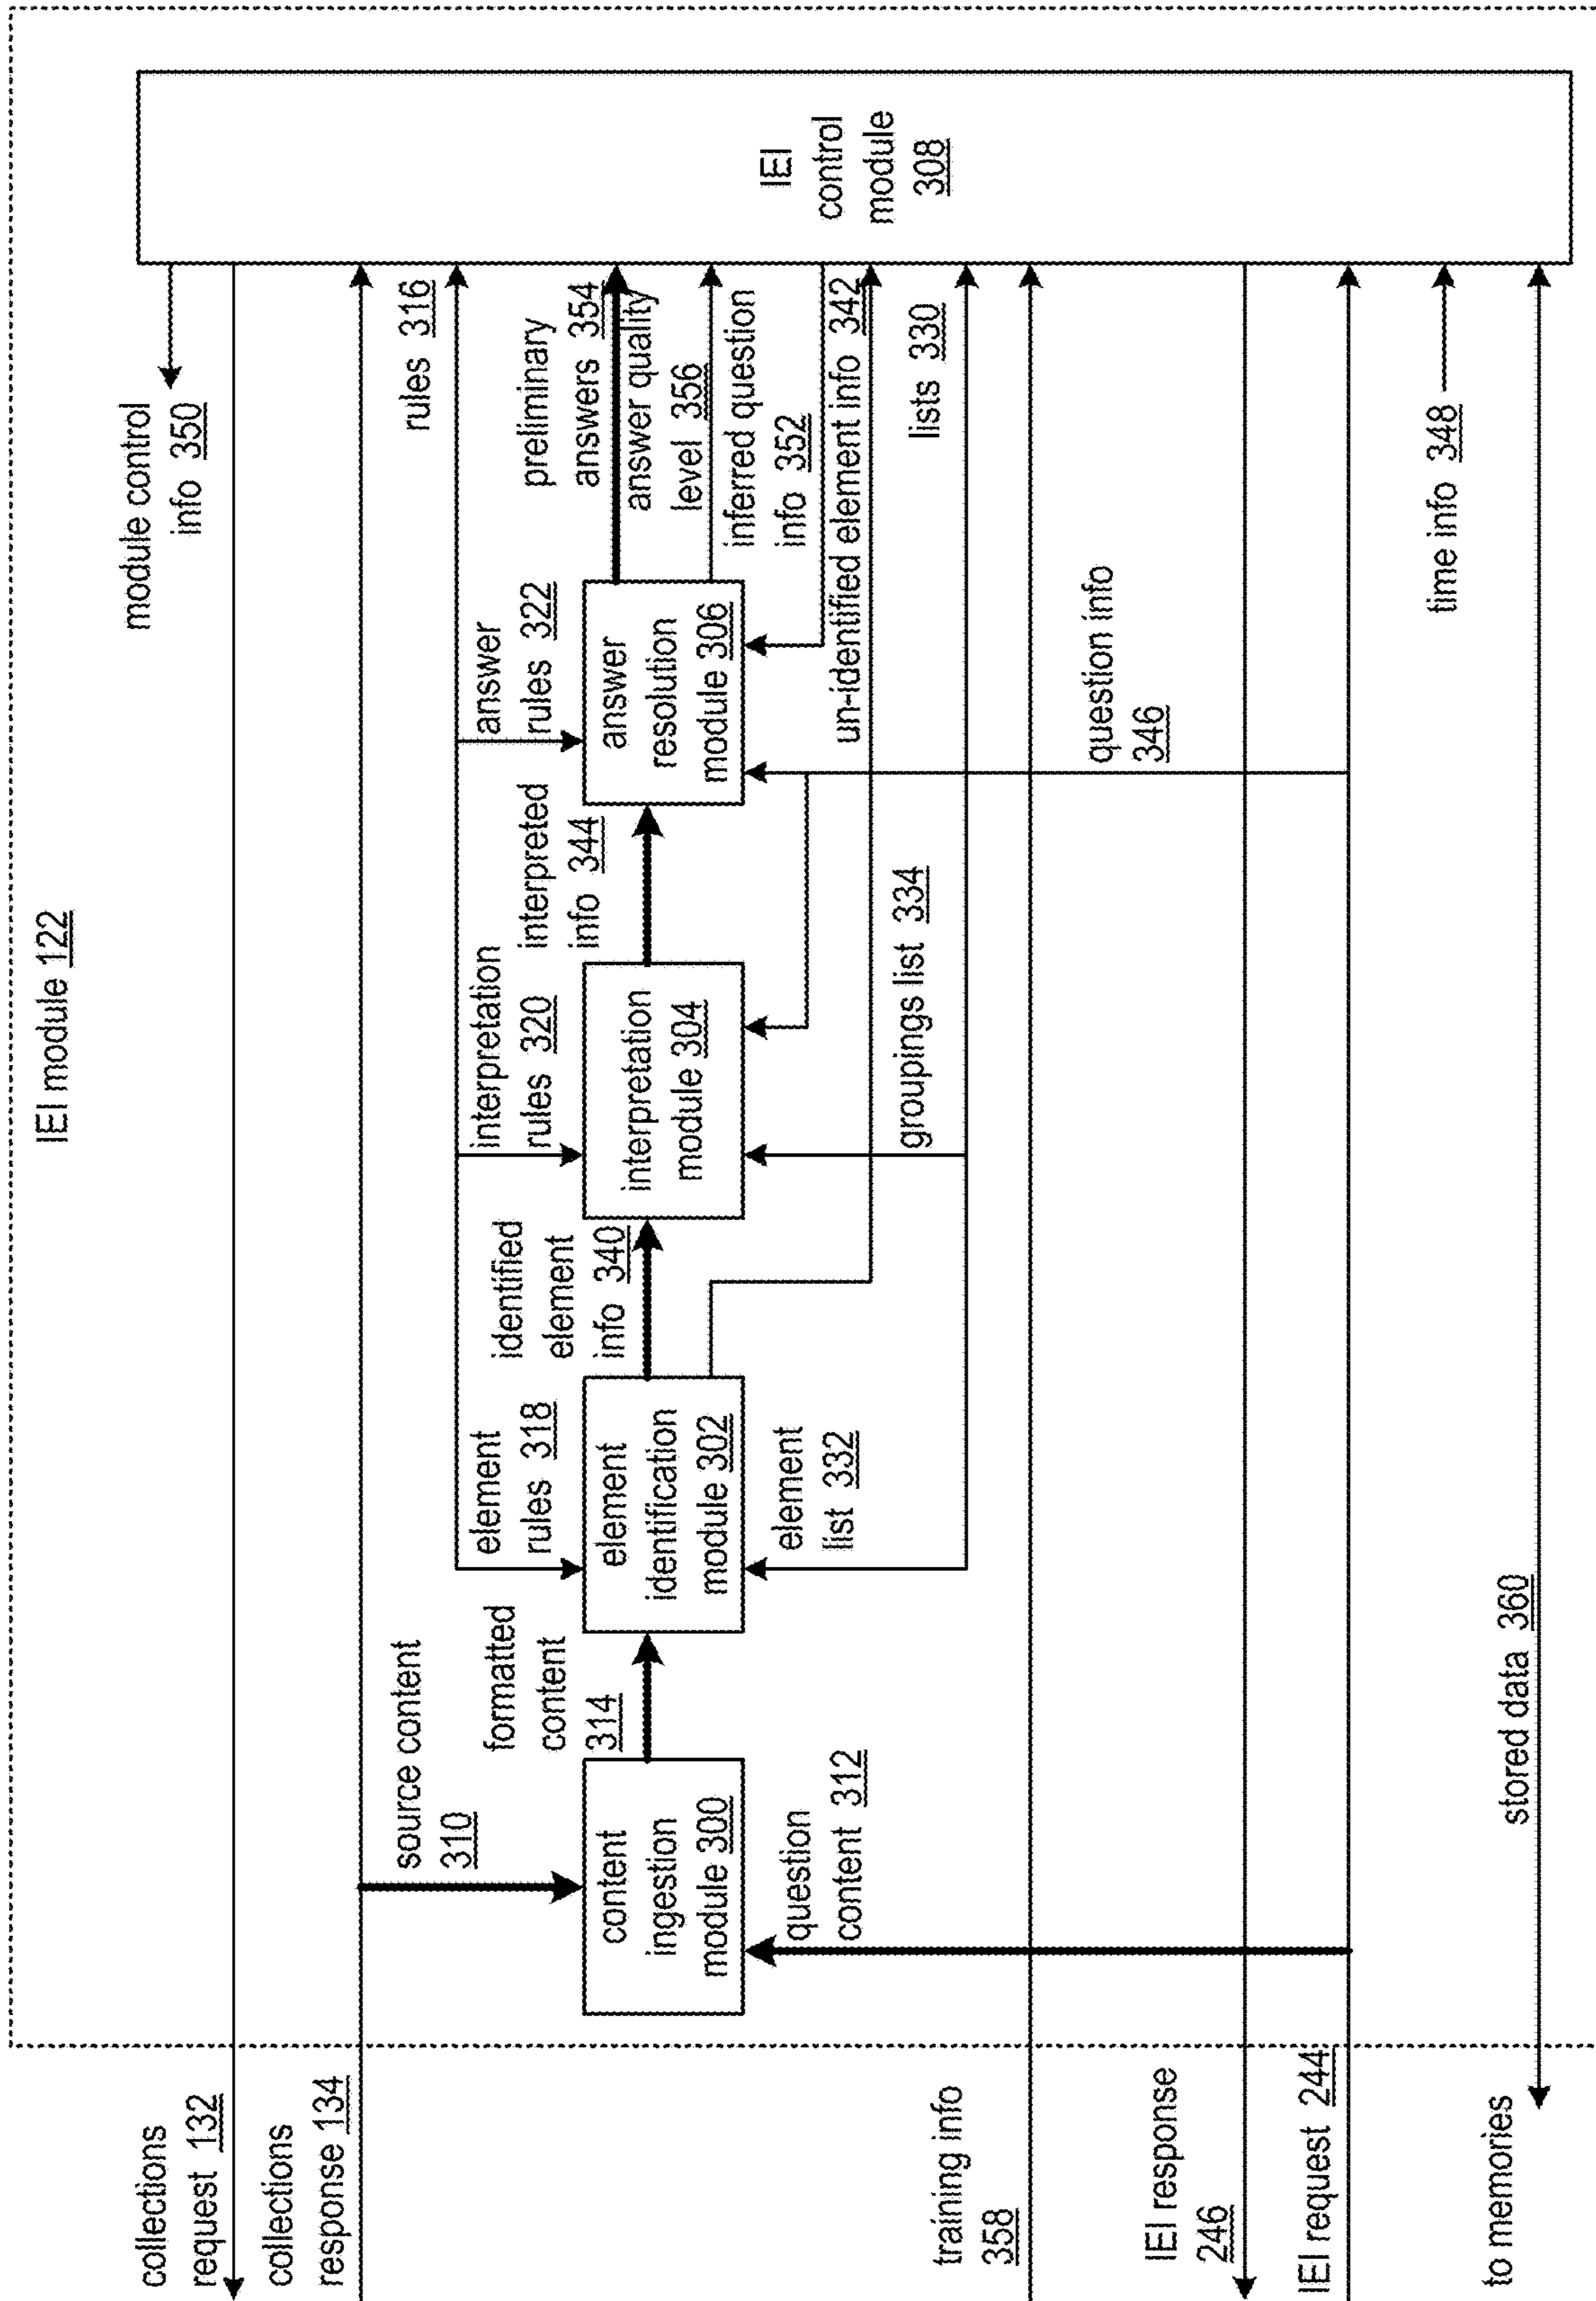 IEI module 122
collections
request 132
collections
response 134
module control
info 350
rules 316
source content
310
formatted
content
314
element
rules 318
identified
element
info 340
interpretation
rules 320
interpreted
info 344
answer
rules 322
preliminary
answers 354
answer quality
level 356
inferred question
info 352
un-identified element info 342
lists 330
content
ingestion
module 300
element
identification
module 302
interpretation
module 304
answer
resolution
module 306
IEI
control
module
308
question
content 312
element
list 332
groupings list 334
question info
346
training info
358
IEI response
246
IEI request 244
time info 348
stored data 360
to memories